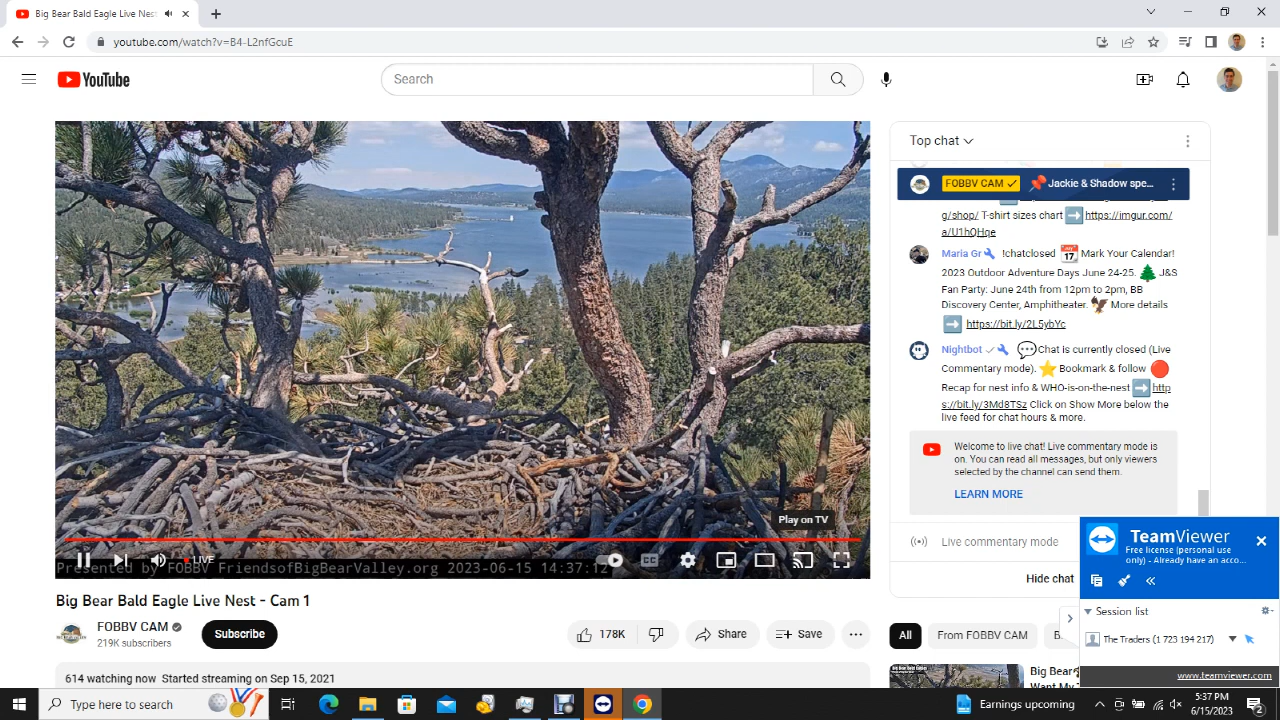 Big Bear Bald Eagle Live Nest
youtube.com/watch?v=B4-L2nfGcuE
YouTube
Search
Top chat
FOBBV CAM
Jackie & Shadow spe...
g/shop/ T-shirt sizes chart https://imgur.com/
a/U1hQHqe
Maria Gr !chatclosed Mark Your Calendar!
2023 Outdoor Adventure Days June 24-25. J&S
Fan Party: June 24th from 12pm to 2pm, BB
Discovery Center, Amphitheater. More details
https://bit.ly/2L5ybYc
Nightbot Chat is currently closed (Live
Commentary mode). Bookmark & follow
Recap for nest info & WHO-is-on-the-nest http
s://bit.ly/3Md8TSz Click on Show More below the
live feed for chat hours & more.
Welcome to live chat! Live commentary mode is
on. You can read all messages, but only viewers
selected by the channel can send them.
LEARN MORE
Live commentary mode
Hide chat
Play on TV
LIVE
CC
Presented by FOBBV FriendsofBigBearValley.org 2023-06-15 14:37:12
Big Bear Bald Eagle Live Nest - Cam 1
FOBBV CAM
219K subscribers
Subscribe
178K
Share
Save
614 watching now Started streaming on Sep 15, 2021
All
From FOBBV CAM
Big Bear
Want My
TeamViewer
Free license (personal use
only) - Already have an acco...
Session list
The Traders (1 723 194 217)
www.teamviewer.com
Type here to search
Earnings upcoming
5:37 PM
6/15/2023
2